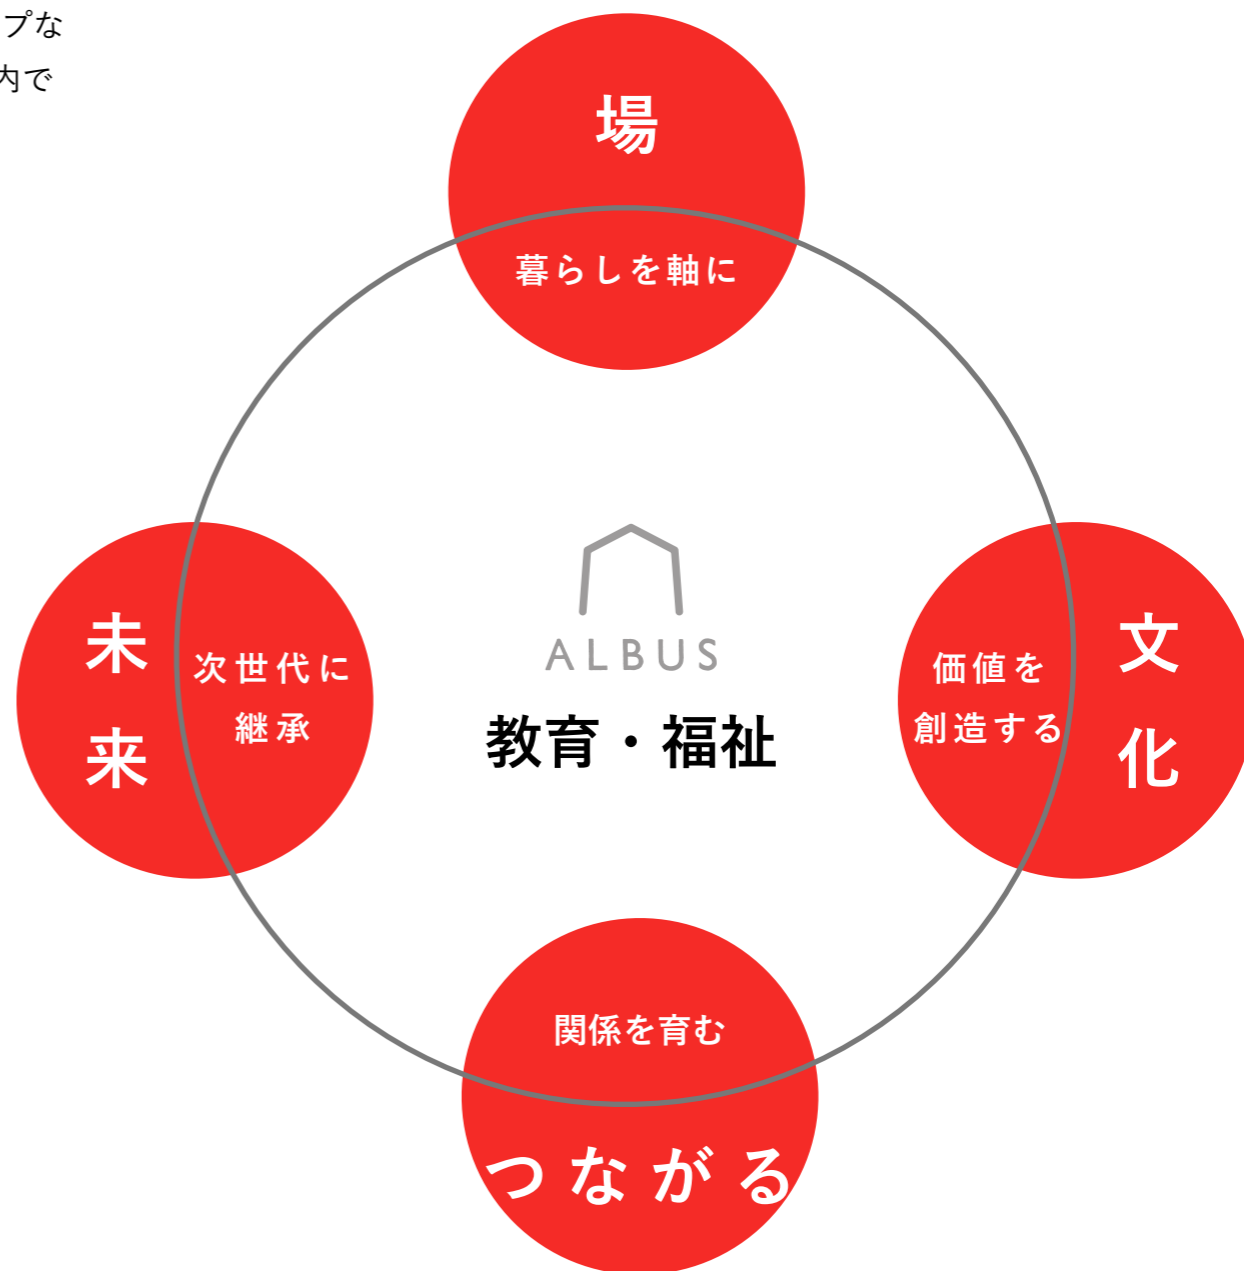 プな
内で
場
暮らしを軸に
未来
次世代に
継承
ALBUS
教育・福祉
価値を
創造する
文化
関係を育む
つながる